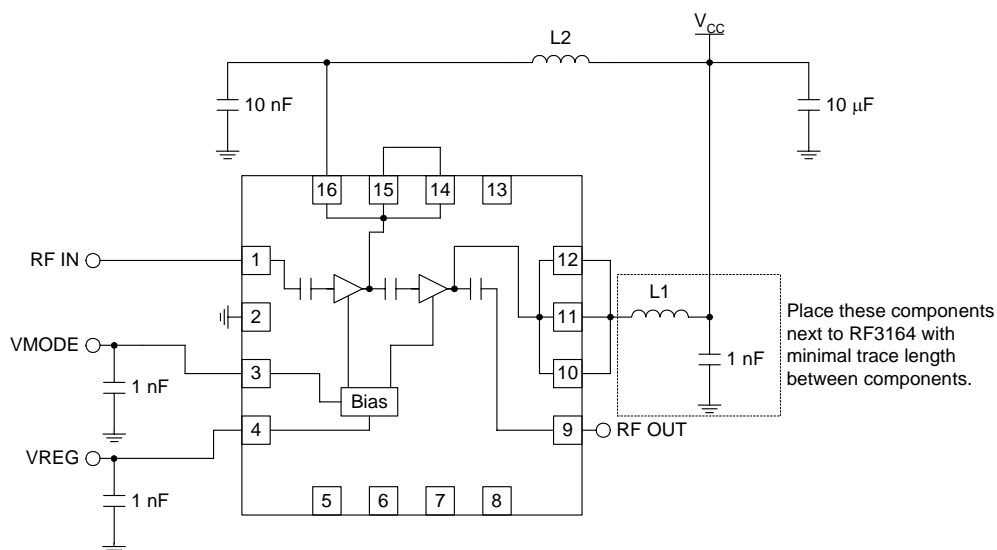 VCC
L2
10 nF
10 μF
16
15
14
13
RF IN
1
12
L1
2
11
Place these components
next to RF3164 with
minimal trace length
between components.
VMODE
3
10
1 nF
1 nF
Bias
4
9
RF OUT
VREG
1 nF
5
6
7
8